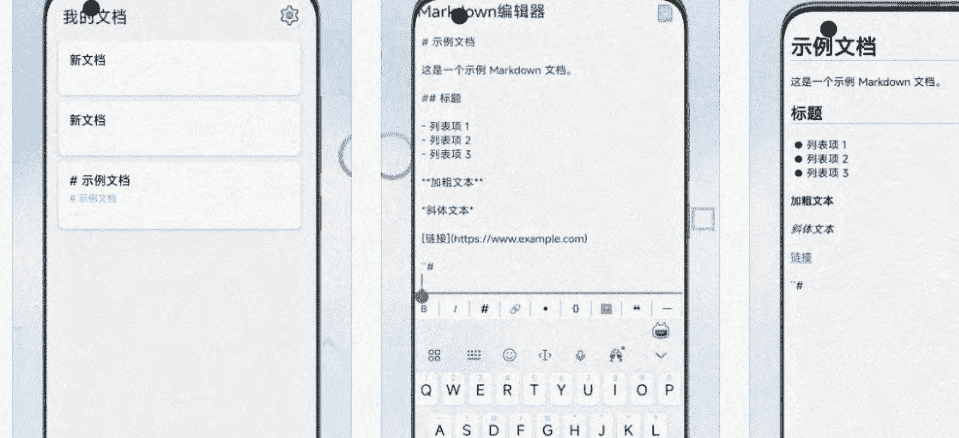 我的文档
新文档
新文档
# 示例文档
# 示例文档
Markdown编辑器
# 示例文档
这是一个示例 Markdown 文档。
## 标题
- 列表项 1
- 列表项 2
- 列表项 3
**加粗文本**
*斜体文本*
[链接](https://www.example.com)
``#
B I # {}
Q W E R T Y U I O P
A S D F G H J K L
示例文档
这是一个示例 Markdown 文档。
标题
● 列表项 1
● 列表项 2
● 列表项 3
加粗文本
斜体文本
链接
``#